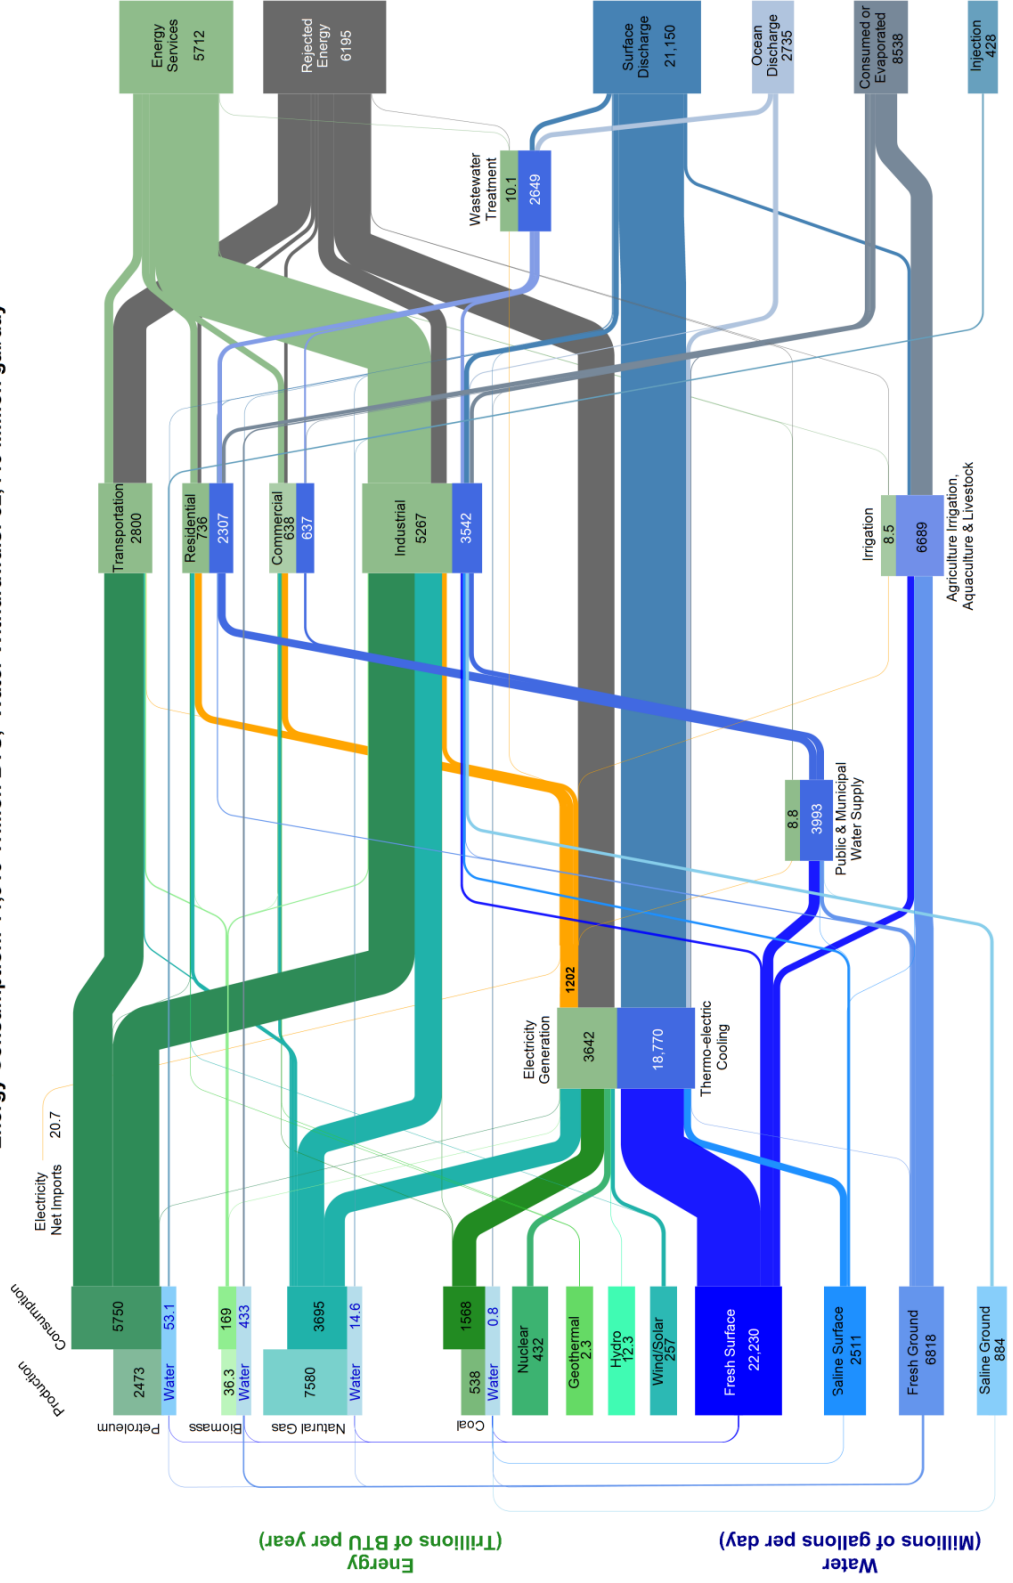 Energy
Services
5712
Rejected
Energy
6195
Surface
Discharge
21,150
Ocean
Discharge
2735
Consumed or
Evaporated
8538
Injection
428
Wastewater
Treatment
10.1
2649
Transportation
2800
Residential
736
2307
Commercial
638
637
Industrial
5267
3542
Irrigation
8.5
6689
Agriculture Irrigation,
Aquaculture & Livestock
8.8
3993
Public & Municipal
Water Supply
1202
Electricity
Generation
3642
18,770
Thermo-electric
Cooling
Electricity
Net Imports
20.7
Consumption
Production
5750
2473
53.1
Water
Petroleum
169
36.3
433
Water
Biomass
3695
7580
14.6
Water
Natural Gas
1568
538
0.8
Water
Coal
Nuclear
432
Geothermal
2.3
Hydro
12.3
Wind/Solar
257
Fresh Surface
22,230
Saline Surface
2511
Fresh Ground
6818
Saline Ground
884
Energy
(Trillions of BTU per year)
Water
(Millions of gallons per day)